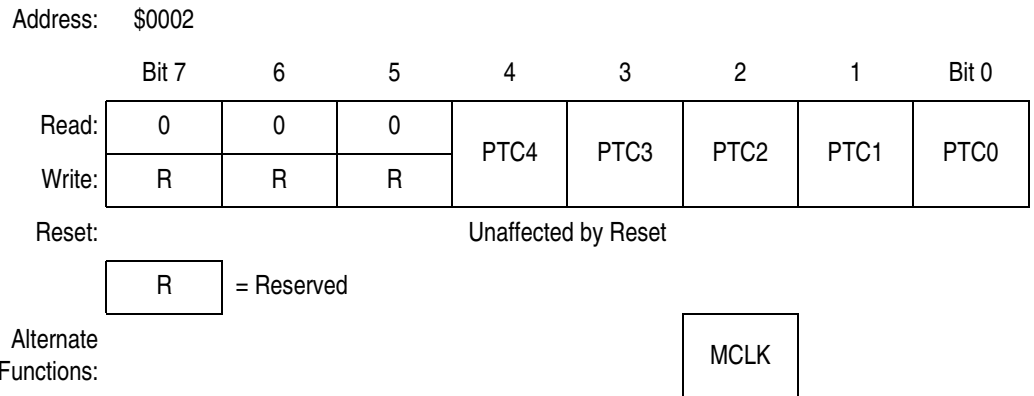 Address: $0002
Bit 7 6 5 4 3 2 1 Bit 0
Read: 0 0 0 PTC4 PTC3 PTC2 PTC1 PTC0
Write: R R R
Reset: Unaffected by Reset
R = Reserved
Alternate
Functions: MCLK